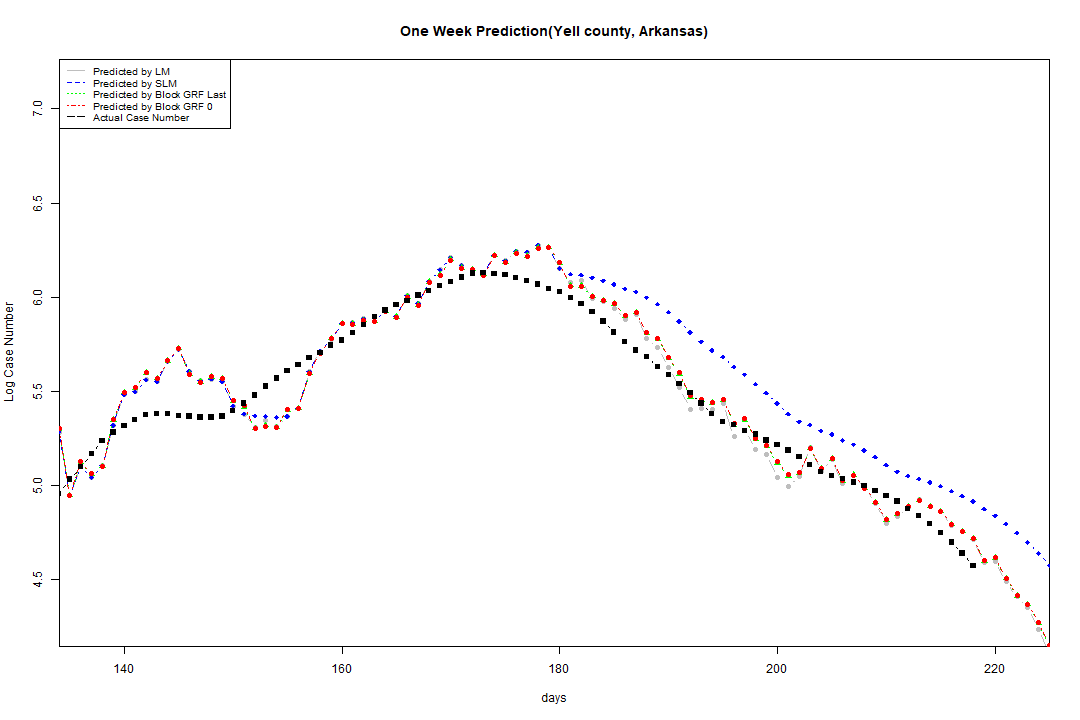 One Week Prediction(Yell county, Arkansas)
Predicted by LM
Predicted by SLM
Predicted by Block GRF Last
Predicted by Block GRF 0
Actual Case Number
7.0
6.5
6.0
5.5
5.0
4.5
Log Case Number
140 160 180 200 220
days